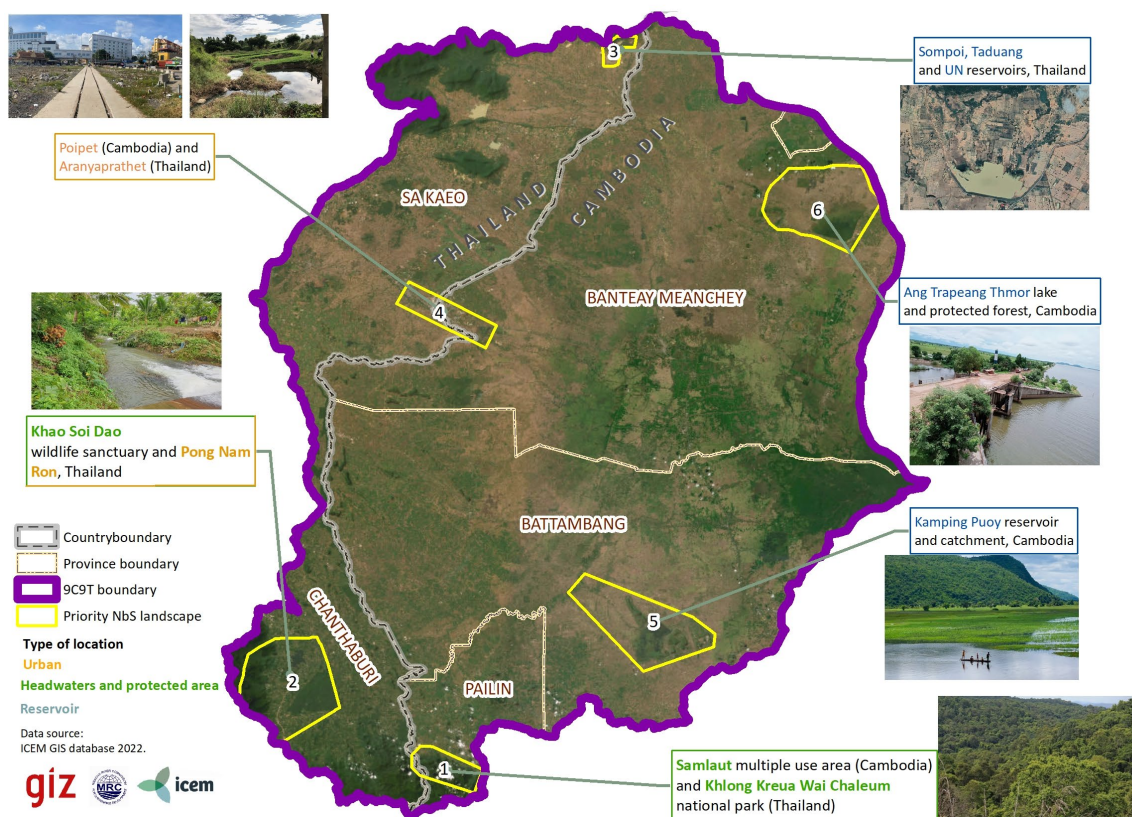 Sompoi, Taduang
and UN reservoirs, Thailand
3
Poipet (Cambodia) and
Aranyaprathet (Thailand)
SA KAEO
THAILAND
CAMBODIA
6
BANTEAY MEANCHEY
Ang Trapeang Thmor lake
and protected forest, Cambodia
4
Khao Soi Dao
wildlife sanctuary and Pong Nam
Ron, Thailand
BATTAMBANG
Kamping Puoy reservoir
and catchment, Cambodia
Countryboundary
Province boundary
9C9T boundary
Priority NbS landscape
CHANTHABURI
5
Type of location
Urban
Headwaters and protected area
Reservoir
2
PAILIN
Data source:
ICEM GIS database 2022.
1
Samlaut multiple use area (Cambodia)
and Khlong Kreua Wai Chaleum
national park (Thailand)
giz
MRC
icem